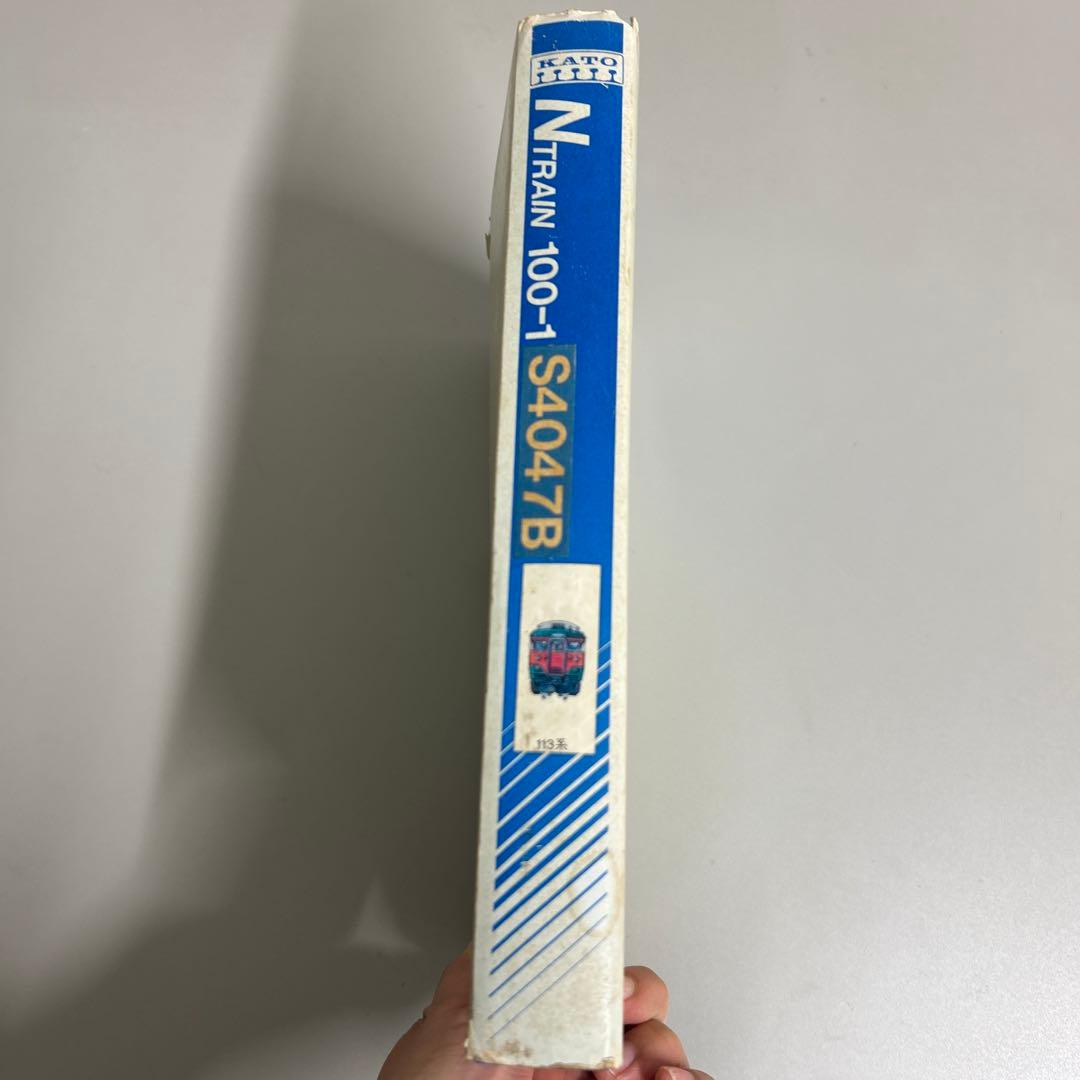 KATO
N TRAIN 100-1
S4047B
113系